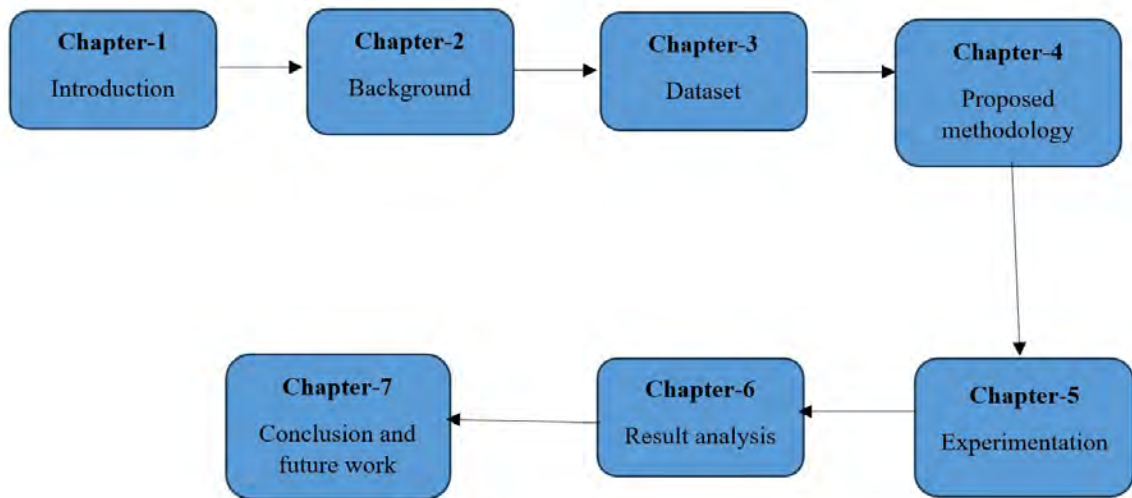 Chapter-1
Introduction
Chapter-2
Background
Chapter-3
Dataset
Chapter-4
Proposed
methodology
Chapter-5
Experimentation
Chapter-6
Result analysis
Chapter-7
Conclusion and
future work